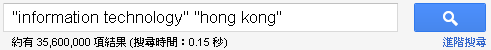 "information technology" "hong kong"
約有 35,600,000 項結果 (搜尋時間：0.15 秒) 進階搜尋